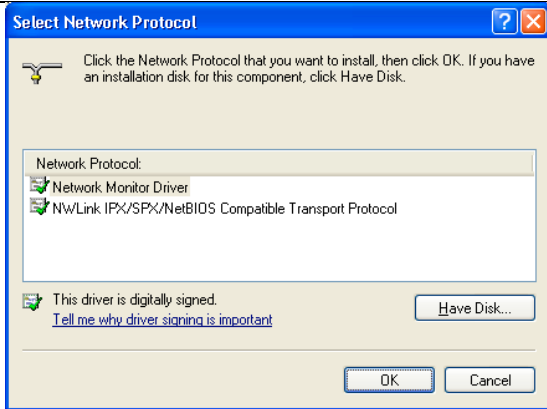 Select Network Protocol
Click the Network Protocol that you want to install, then click OK. If you have
an installation disk for this component, click Have Disk.
Network Protocol:
Network Monitor Driver
NWLink IPX/SPX/NetBIOS Compatible Transport Protocol
This driver is digitally signed.
Tell me why driver signing is important
Have Disk...
OK
Cancel